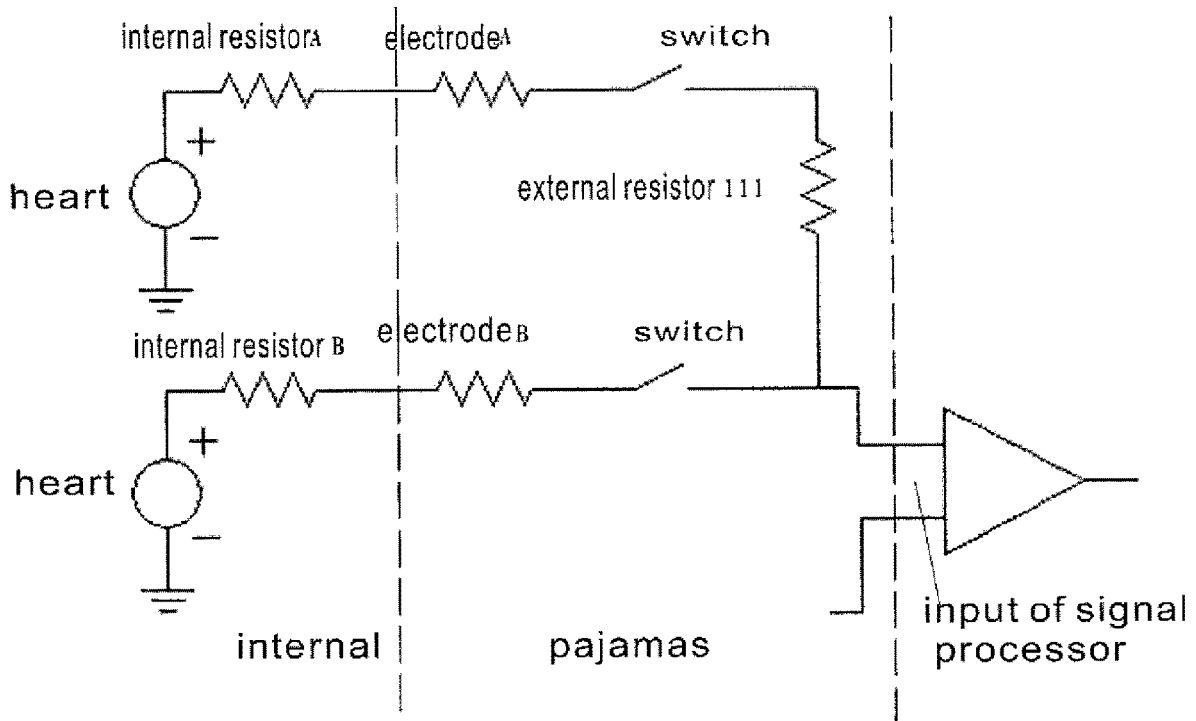 internal resistorA
electrodeA
switch
+
heart
external resistor 111
−
internal resistor B
electrodeB
switch
+
heart
−
input of signal
processor
internal
pajamas